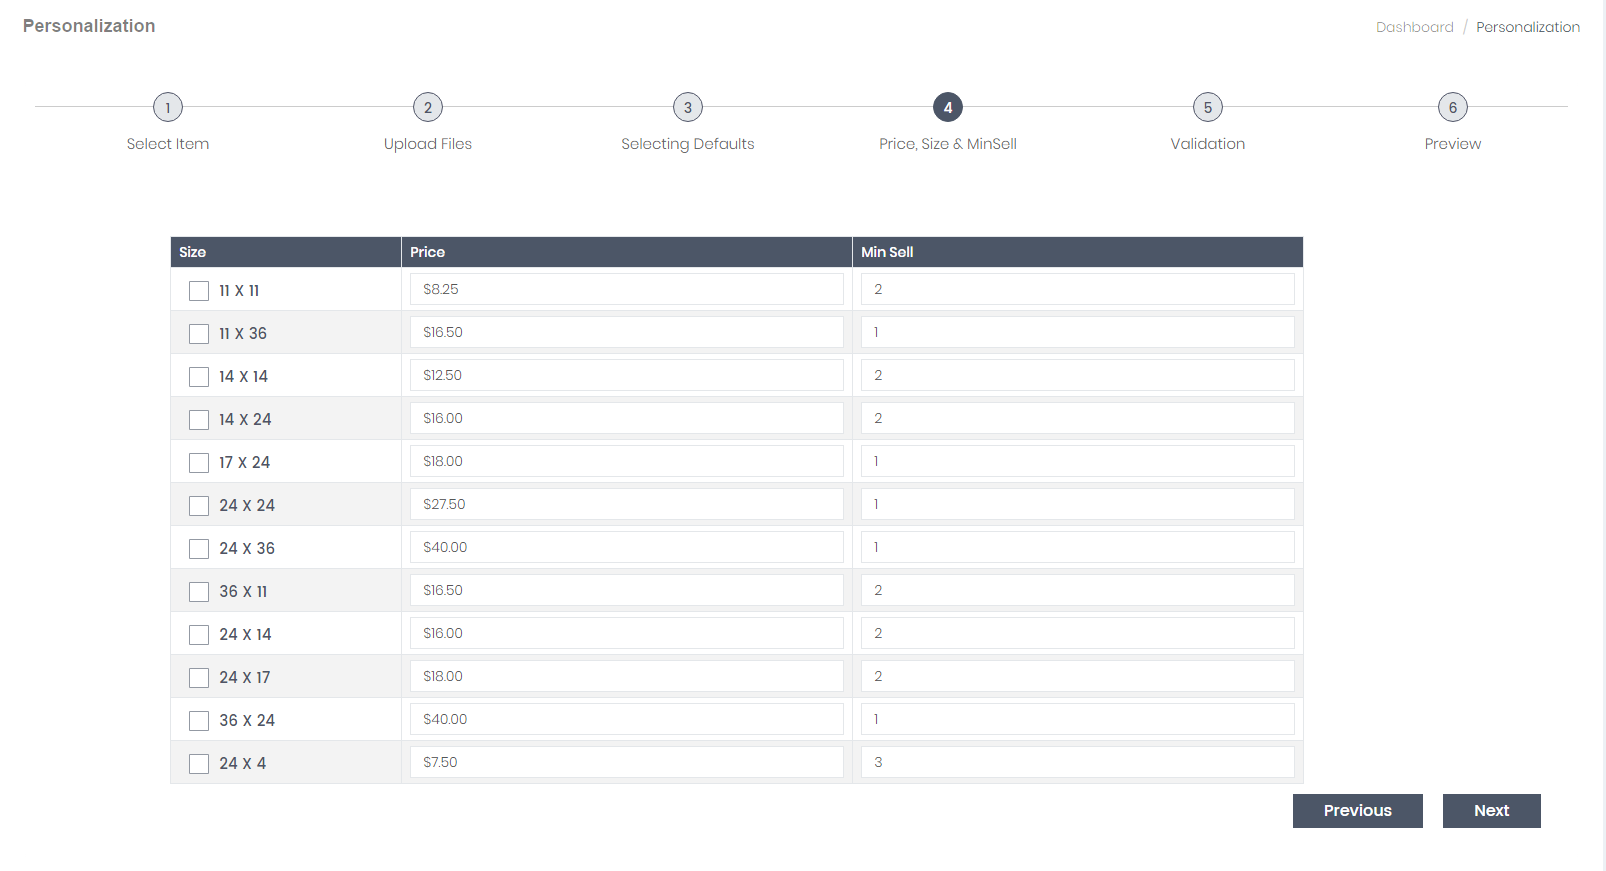 Personalization
Dashboard / Personalization
1 2 3 4 5 6
Select Item Upload Files Selecting Defaults Price, Size & MinSell Validation Preview
Size Price Min Sell
11 X 11 $8.25 2
11 X 36 $16.50 1
14 X 14 $12.50 2
14 X 24 $16.00 2
17 X 24 $18.00 1
24 X 24 $27.50 1
24 X 36 $40.00 1
36 X 11 $16.50 2
24 X 14 $16.00 2
24 X 17 $18.00 2
36 X 24 $40.00 1
24 X 4 $7.50 3
Previous Next